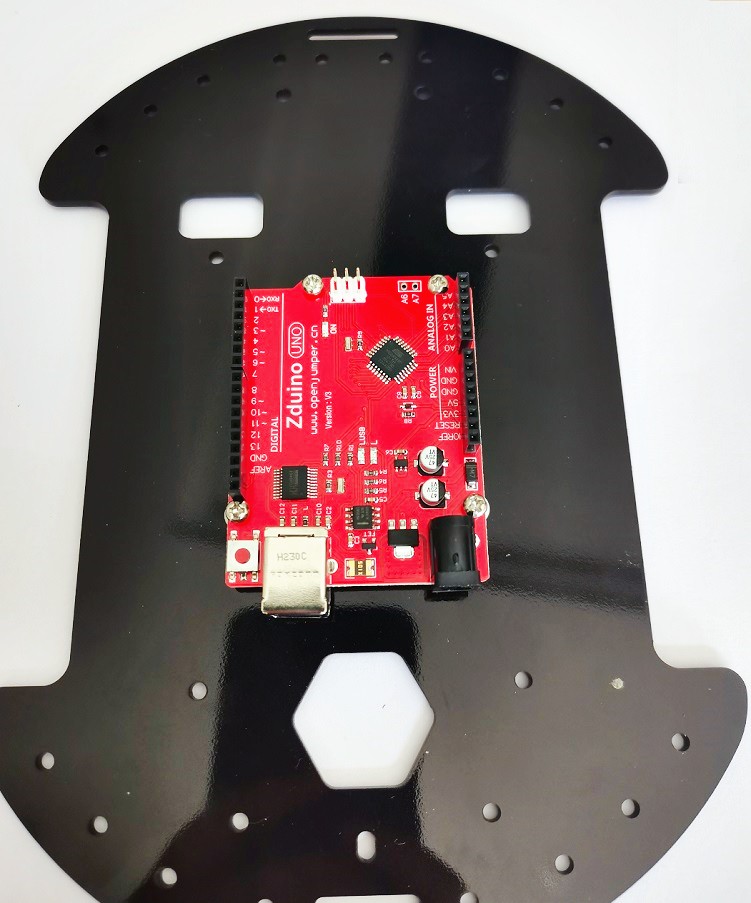 Zduino UNO
www.openjumper.cn
Version : V3
ON
A6
A7
RX0←0
TX0→1
2
3
4
5
6
7
8
9
10
11
12
13
GND
AREF
DIGITAL
ANALOG IN
A5
A4
A3
A2
A1
A0
POWER
VIN
GND
GND
5V
3V3
RESET
IOREF
LUSB
L
R10
H230C